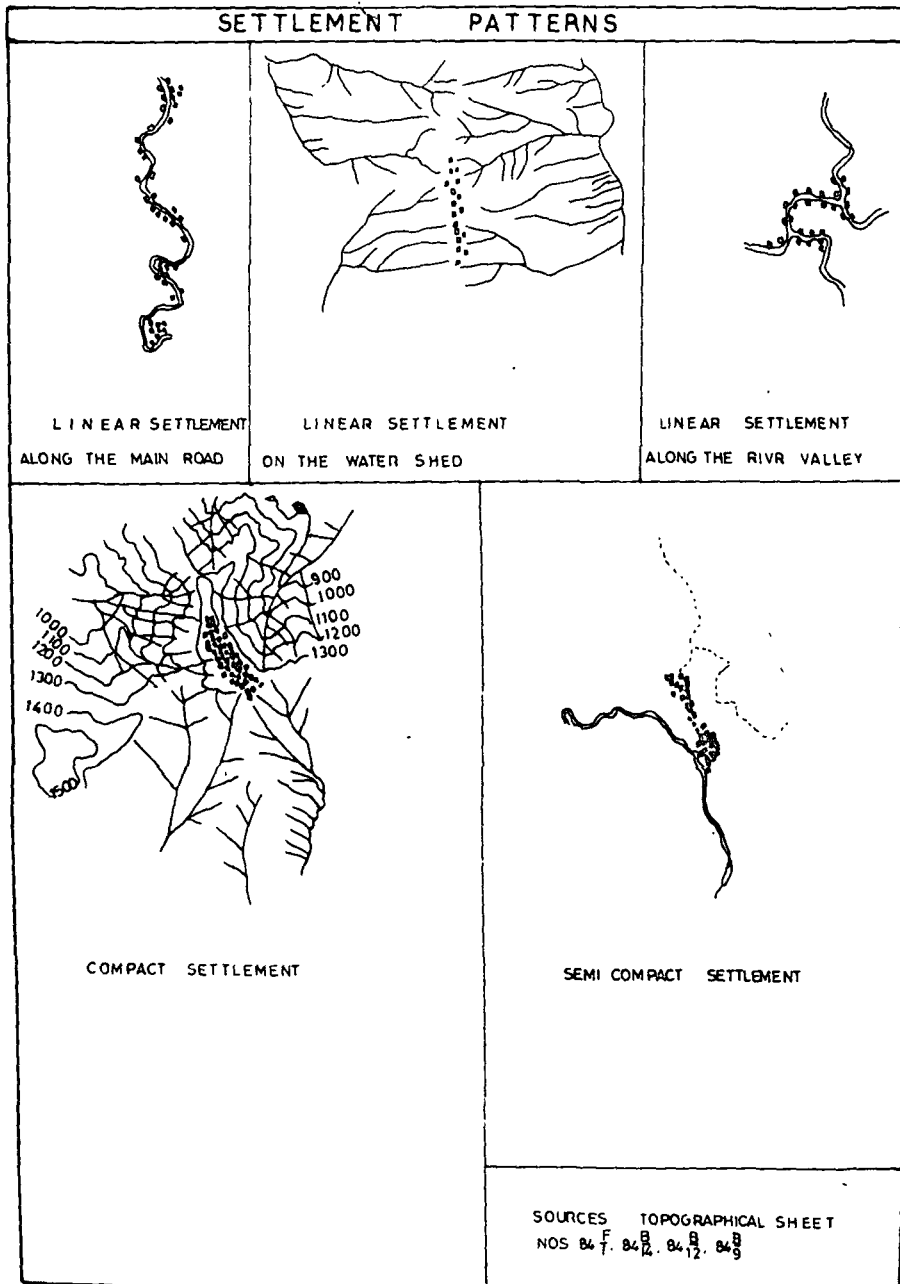 SETTLEMENT PATTERNS
LINEAR SETTLEMENT
ALONG THE MAIN ROAD
LINEAR SETTLEMENT
ON THE WATER SHED
LINEAR SETTLEMENT
ALONG THE RIVR VALLEY
900
1000
1100
1200
1300
1000
1100
1200
1300
1400
1500
COMPACT SETTLEMENT
SEMI COMPACT SETTLEMENT
SOURCES TOPOGRAPHICAL SHEET
NOS 84 F/7. 84 B/14. 84 B/12. 84 B/9